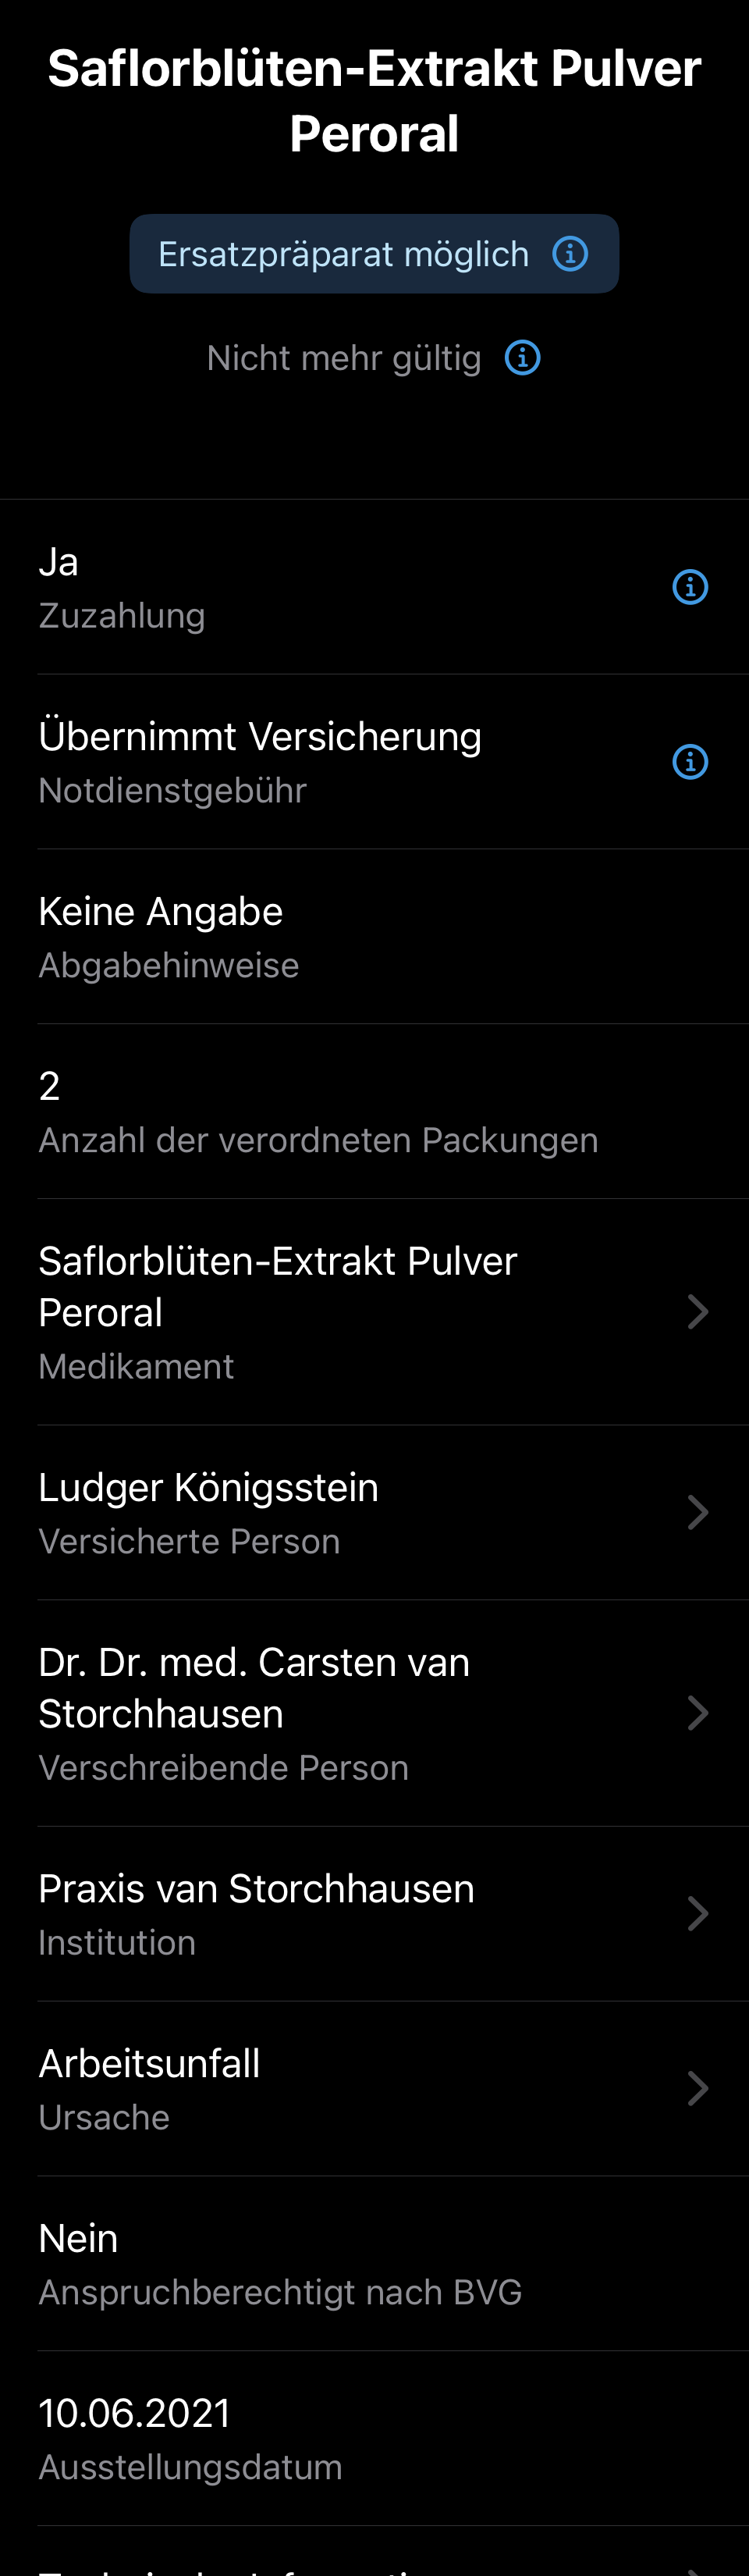 Saflorblüten-Extrakt Pulver
Peroral
Ersatzpräparat möglich
Nicht mehr gültig
Ja
Zuzahlung
Übernimmt Versicherung
Notdienstgebühr
Keine Angabe
Abgabehinweise
2
Anzahl der verordneten Packungen
Saflorblüten-Extrakt Pulver
Peroral
Medikament
Ludger Königsstein
Versicherte Person
Dr. Dr. med. Carsten van
Storchhausen
Verschreibende Person
Praxis van Storchhausen
Institution
Arbeitsunfall
Ursache
Nein
Anspruchberechtigt nach BVG
10.06.2021
Ausstellungsdatum